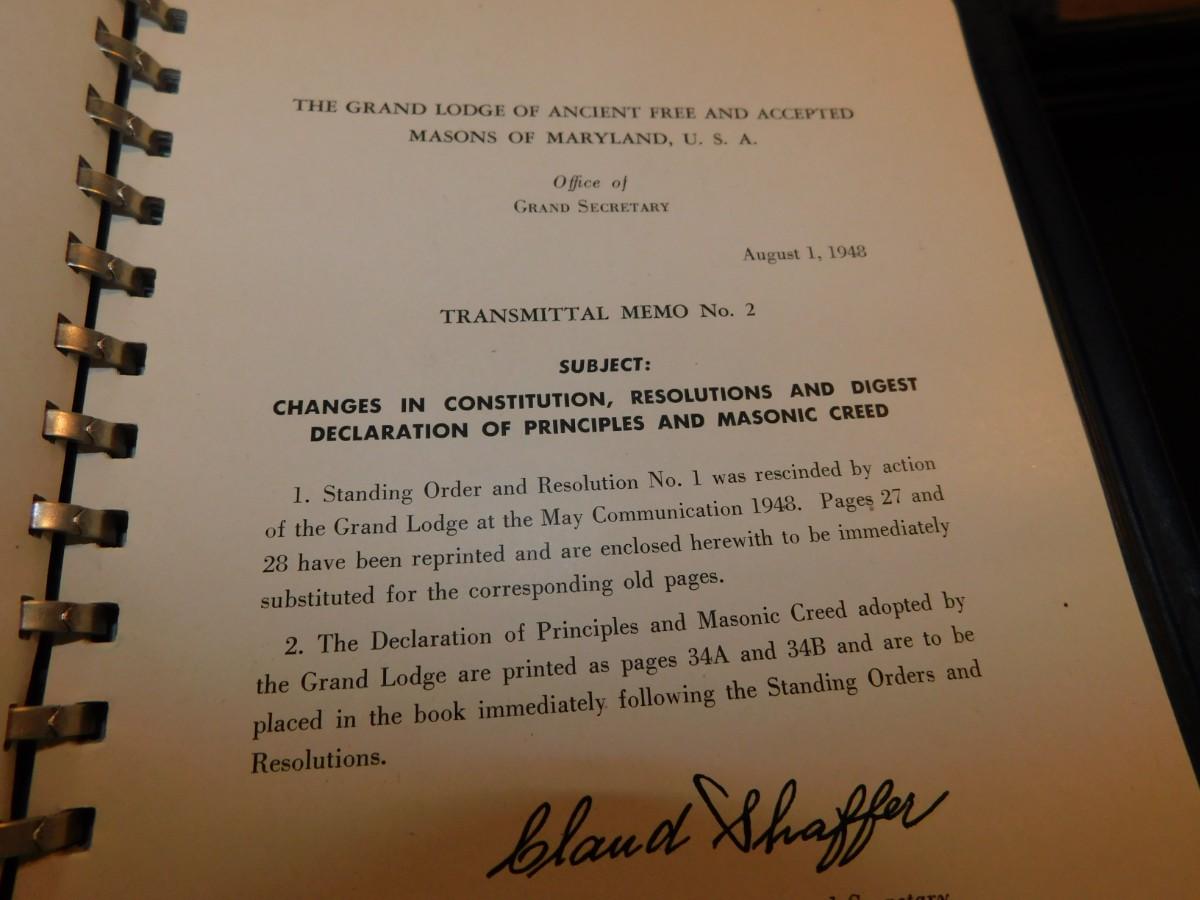 THE GRAND LODGE OF ANCIENT FREE AND ACCEPTED
MASONS OF MARYLAND, U. S. A.
Office of
GRAND SECRETARY
August 1, 1948
TRANSMITTAL MEMO No. 2
SUBJECT:
CHANGES IN CONSTITUTION, RESOLUTIONS AND DIGEST
DECLARATION OF PRINCIPLES AND MASONIC CREED
1. Standing Order and Resolution No. 1 was rescinded by action
of the Grand Lodge at the May Communication 1948. Pages 27 and
28 have been reprinted and are enclosed herewith to be immediately
substituted for the corresponding old pages.
2. The Declaration of Principles and Masonic Creed adopted by
the Grand Lodge are printed as pages 34A and 34B and are to be
placed in the book immediately following the Standing Orders and
Resolutions.
Claud Shaffer
Secretary